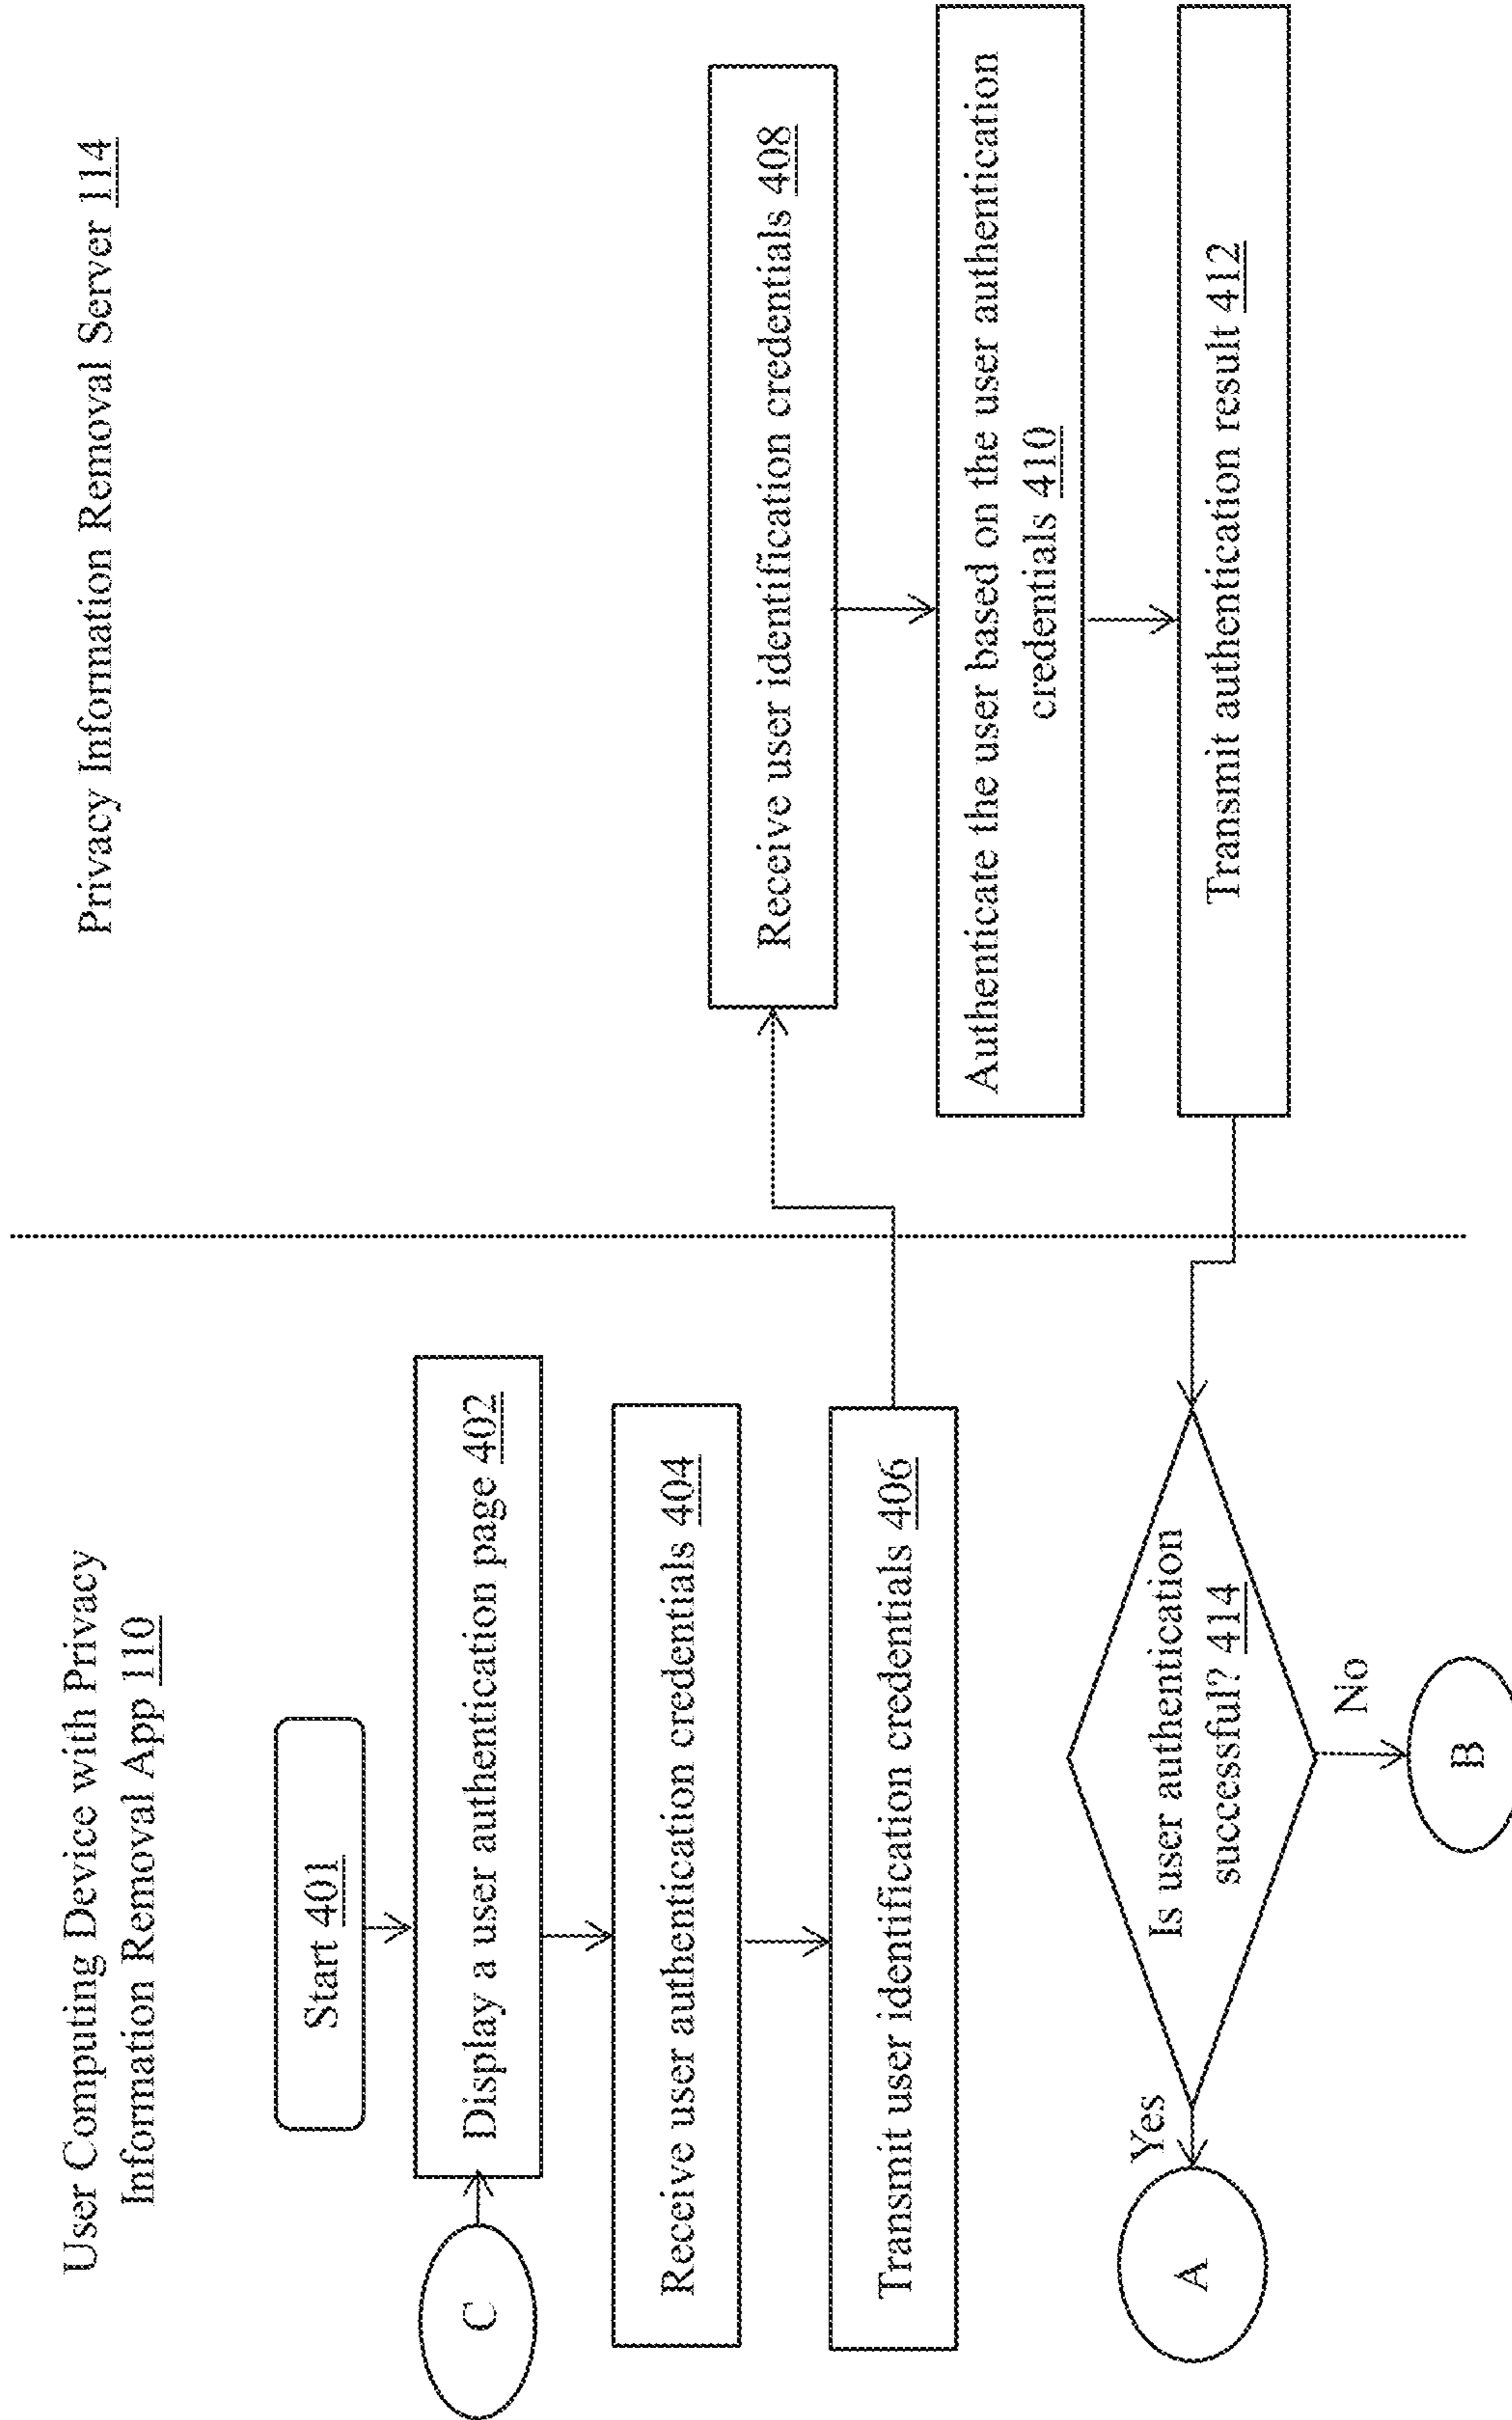 User Computing Device with Privacy
Information Removal App 110
Privacy Information Removal Server 114
Start 401
C
Display a user authentication page 402
Receive user authentication credentials 404
Transmit user identification credentials 406
Receive user identification credentials 408
Authenticate the user based on the user authentication
credentials 410
Transmit authentication result 412
Is user authentication
successful? 414
Yes
A
No
B